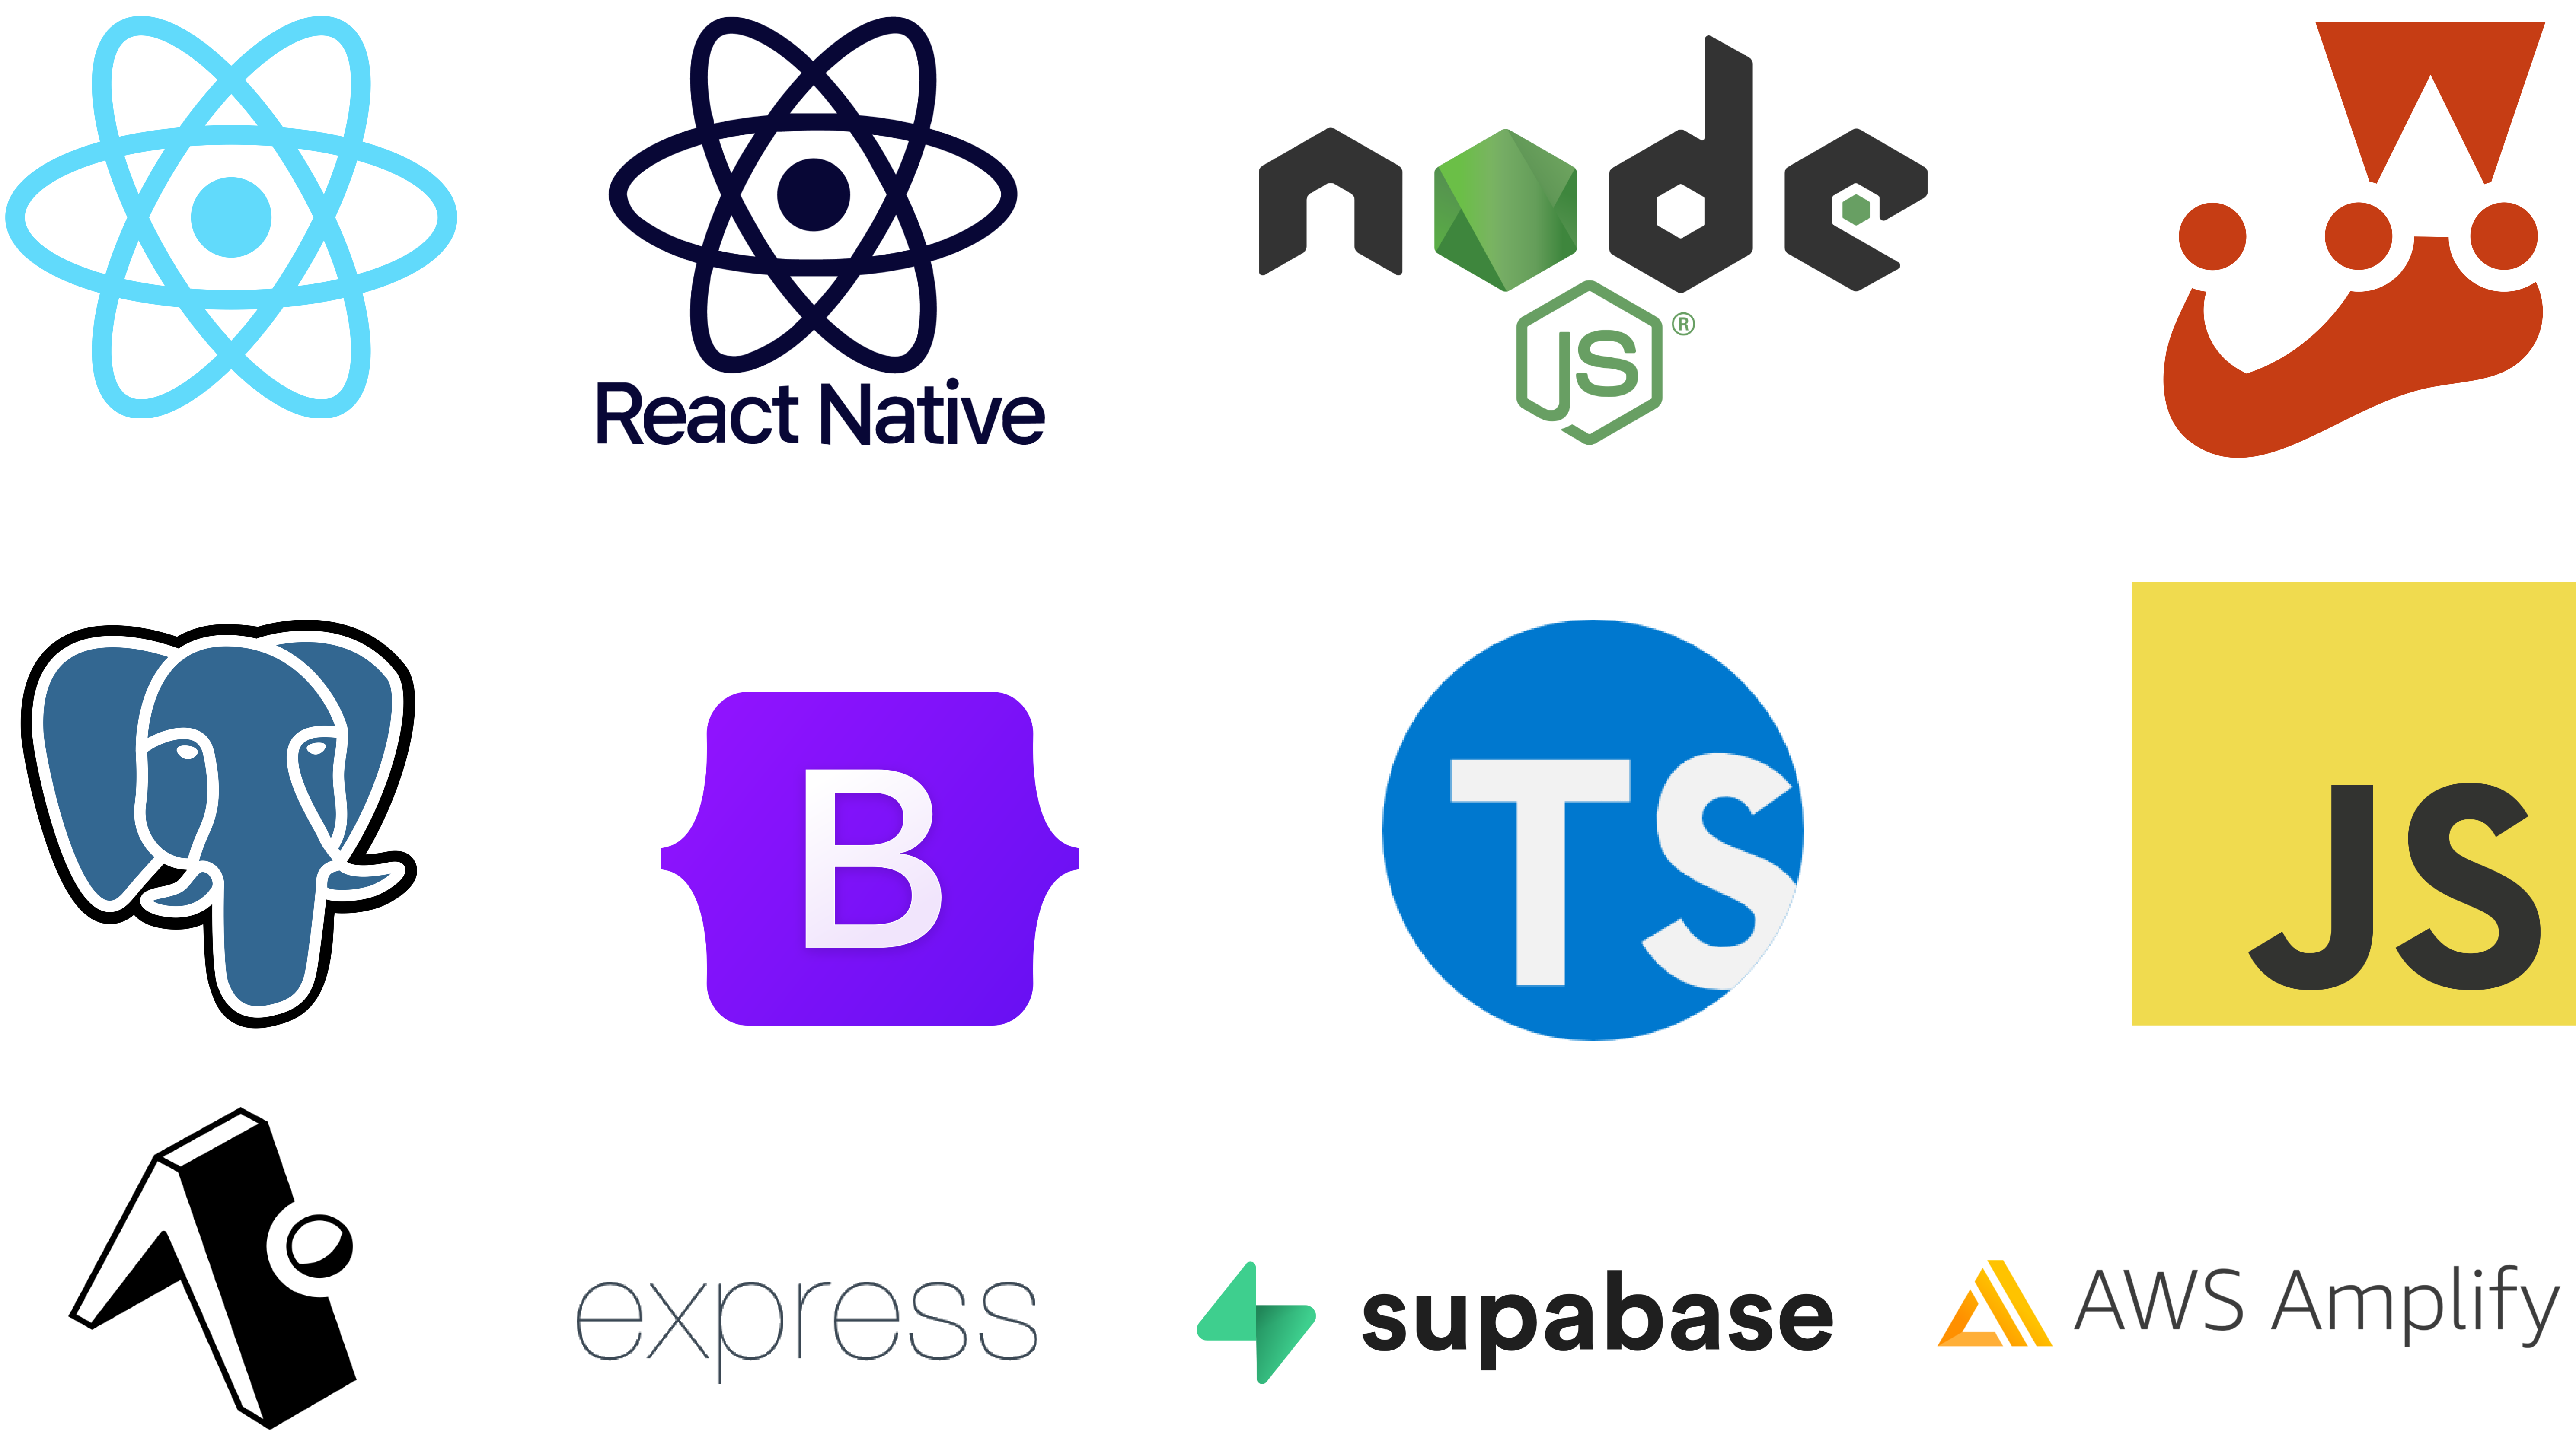 React Native
node
JS ®
B
TS
JS
express
supabase
AWS Amplify